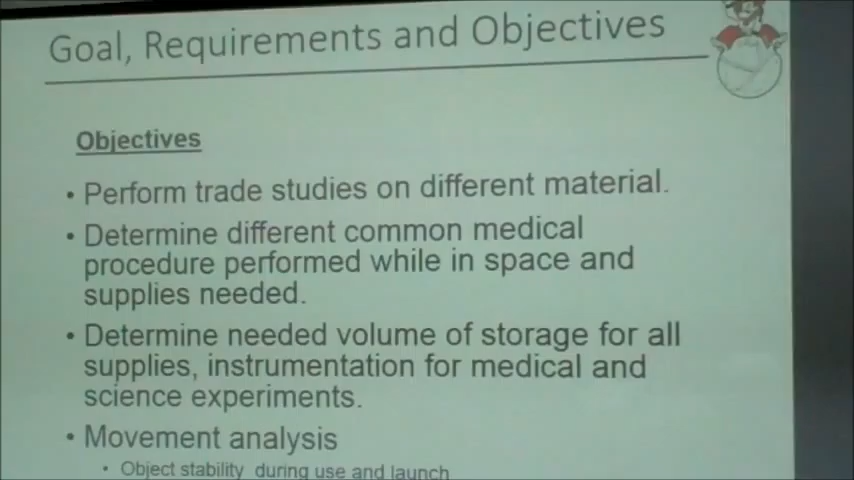 Goal, Requirements and Objectives
Objectives
• Perform trade studies on different material.
• Determine different common medical
procedure performed while in space and
supplies needed.
• Determine needed volume of storage for all
supplies, instrumentation for medical and
science experiments.
• Movement analysis
• Object stability during use and launch